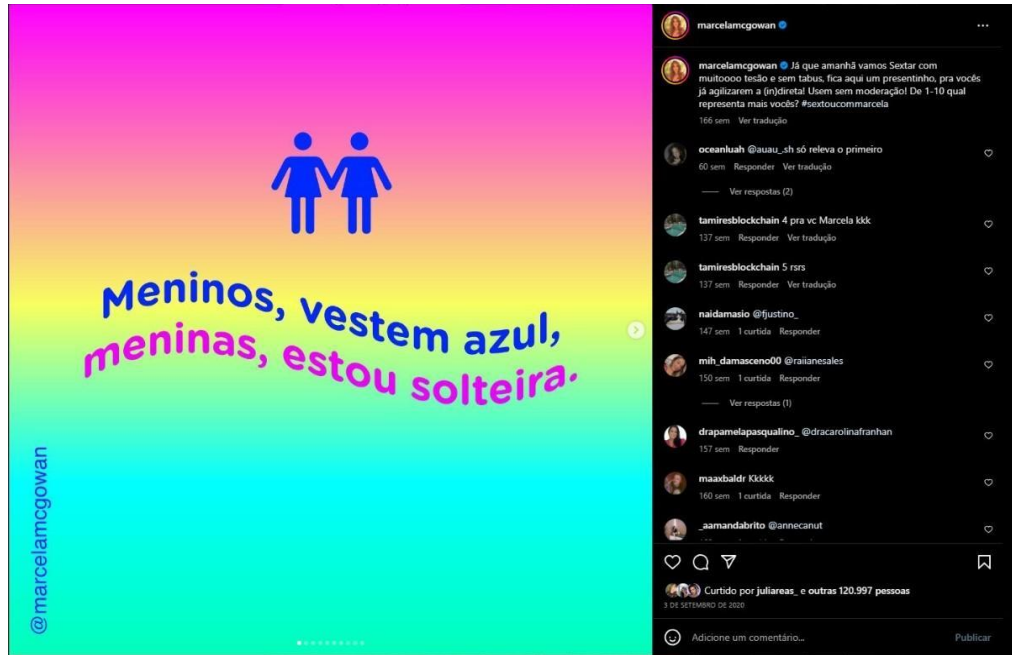 Meninos, vestem azul,
meninas, estou solteira.
@marcelamcgowan
marcelamcgowan
marcelamcgowan Já que amanhã vamos Sextar com
muitoooo tesão e sem tabus, fica aqui um presentinho, pra vocês
já agilizarem a (in)direta! Usem sem moderação! De 1-10 qual
representa mais vocês? #sextoucommarcela
166 sem Ver tradução
oceanluah @auau_.sh só releva o primeiro
60 sem Responder Ver tradução
Ver respostas (2)
tamiresblockchain 4 pra vc Marcela kkk
137 sem Responder Ver tradução
tamiresblockchain 5 rsrs
137 sem Responder Ver tradução
naidamasio @fjustino_
147 sem 1 curtida Responder
mih_damasceno00 @raiianesales
150 sem 1 curtida Responder
Ver respostas (1)
drapamelapasqualino_ @dracarolinafranhan
157 sem Responder
maaxbaldr Kkkkk
160 sem 1 curtida Responder
_aamandabrito @annecanut
Curtido por juliareas_ e outras 120.997 pessoas
3 DE SETEMBRO DE 2020
Adicione um comentário...
Publicar